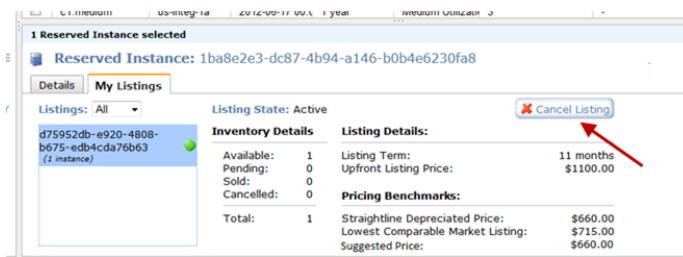 c1.medium us-integ-1a 2012-06-17 00:( 1 year Medium Utilizati 3 -
1 Reserved Instance selected
Reserved Instance: 1ba8e2e3-dc87-4b94-a146-b0b4e6230fa8
Details My Listings
Listings: All Listing State: Active Cancel Listing
d75952db-e920-4808-
b675-edb4cda76b63
(1 instance)
Inventory Details
Available: 1
Pending: 0
Sold: 0
Cancelled: 0
Total: 1
Listing Details:
Listing Term: 11 months
Upfront Listing Price: $1100.00
Pricing Benchmarks:
Straightline Depreciated Price: $660.00
Lowest Comparable Market Listing: $715.00
Suggested Price: $660.00